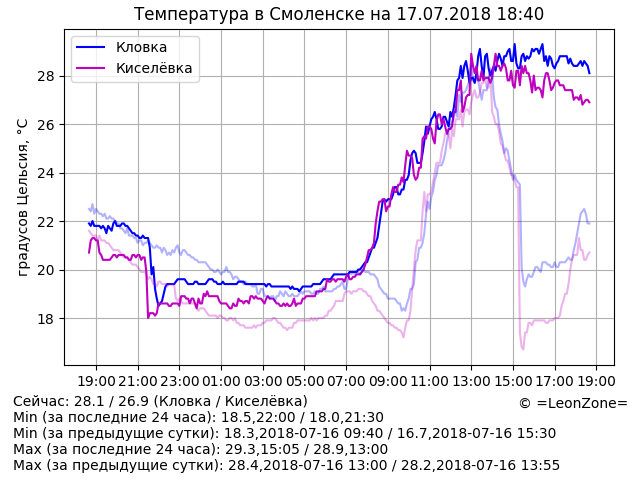 Температура в Смоленске на 17.07.2018 18:40
Кловка
Киселёвка
градусов Цельсия, °C
28
26
24
22
20
18
19:00 21:00 23:00 01:00 03:00 05:00 07:00 09:00 11:00 13:00 15:00 17:00 19:00
Сейчас: 28.1 / 26.9 (Кловка / Киселёвка)
© =LeonZone=
Min (за последние 24 часа): 18.5,22:00 / 18.0,21:30
Min (за предыдущие сутки): 18.3,2018-07-16 09:40 / 16.7,2018-07-16 15:30
Max (за последние 24 часа): 29.3,15:05 / 28.9,13:00
Max (за предыдущие сутки): 28.4,2018-07-16 13:00 / 28.2,2018-07-16 13:55